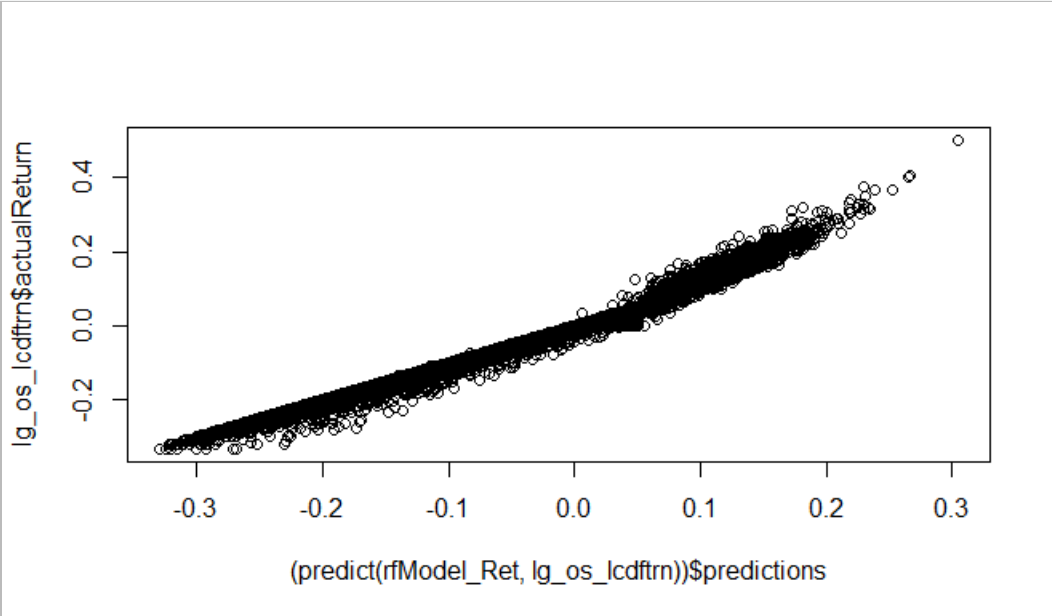 lg_os_lcdftrn$actualReturn
0.4
0.2
0.0
-0.2
-0.3 -0.2 -0.1 0.0 0.1 0.2 0.3
(predict(rfModel_Ret, lg_os_lcdftrn))$predictions